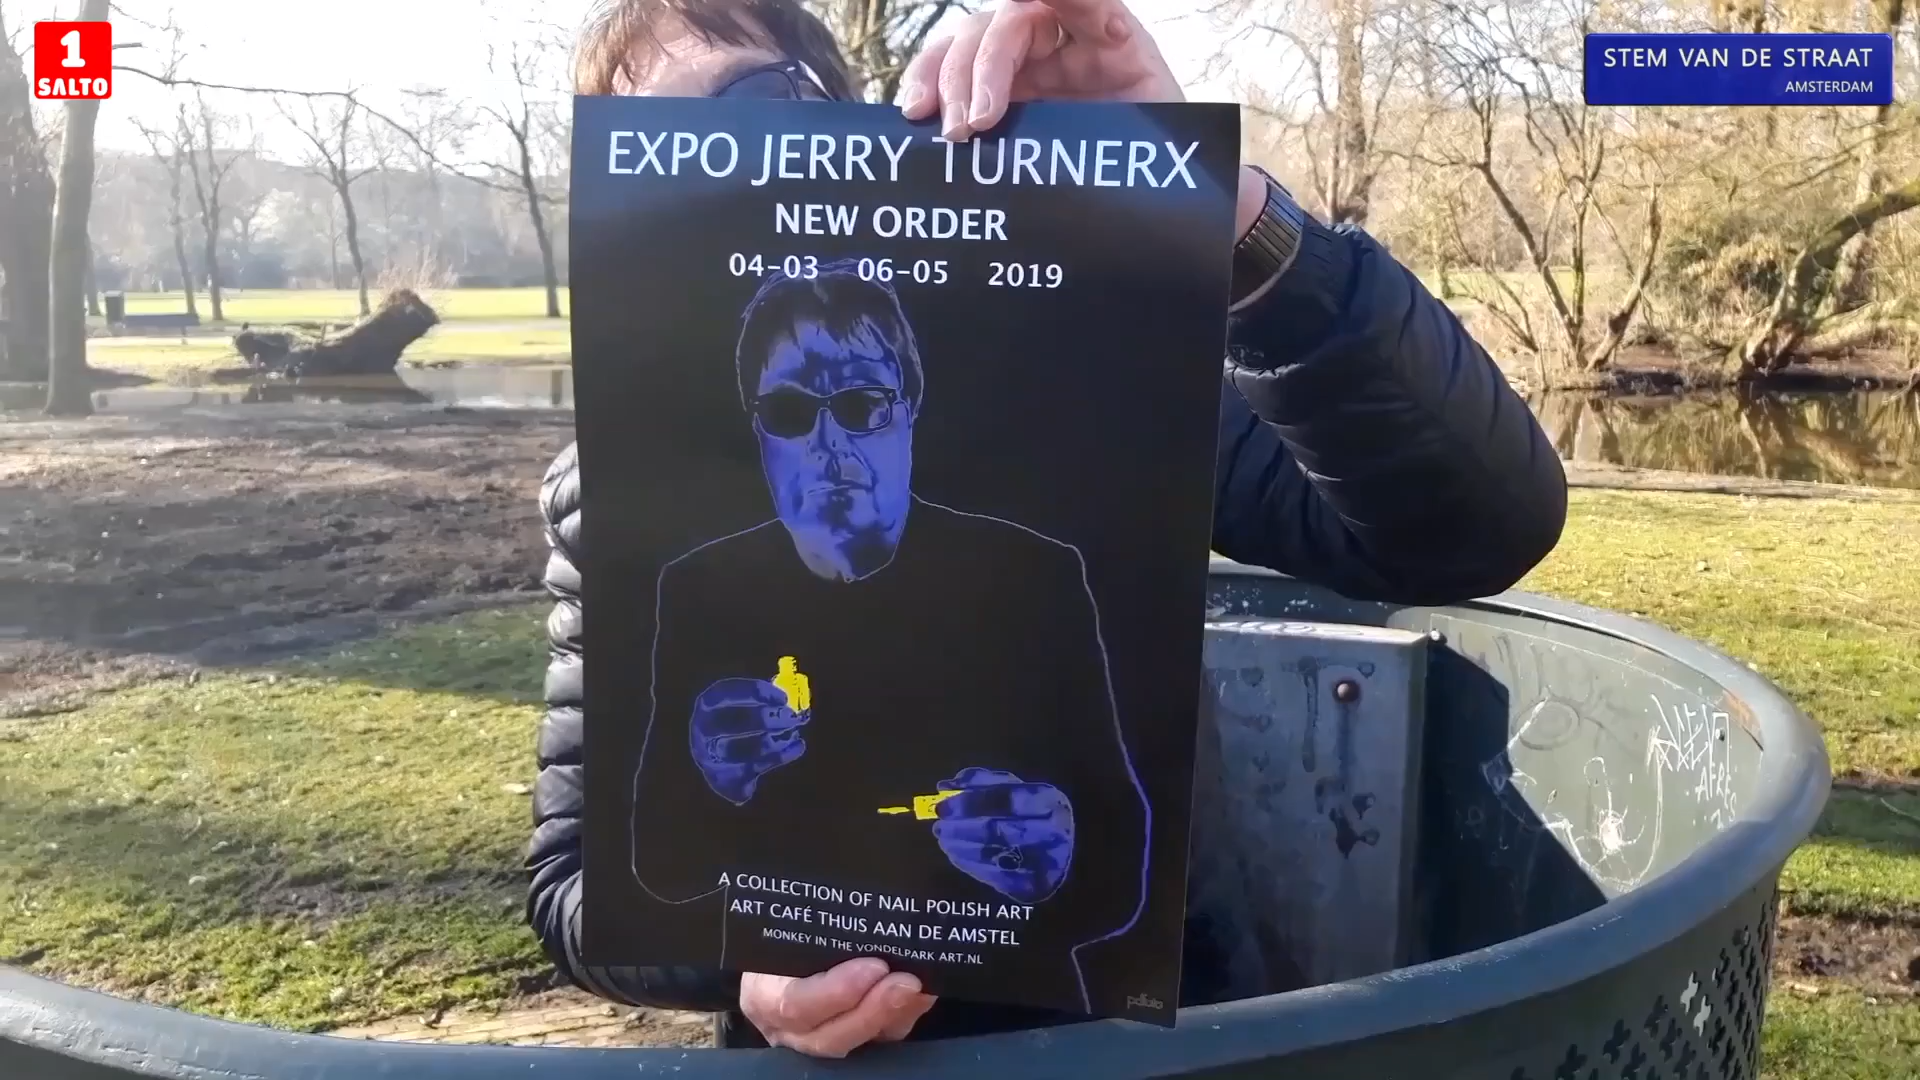 1
SALTO
STEM VAN DE STRAAT
AMSTERDAM
EXPO JERRY TURNERX
NEW ORDER
04-03 06-05 2019
A COLLECTION OF NAIL POLISH ART
ART CAFÉ THUIS AAN DE AMSTEL
MONKEY IN THE VONDELPARK ART.NL